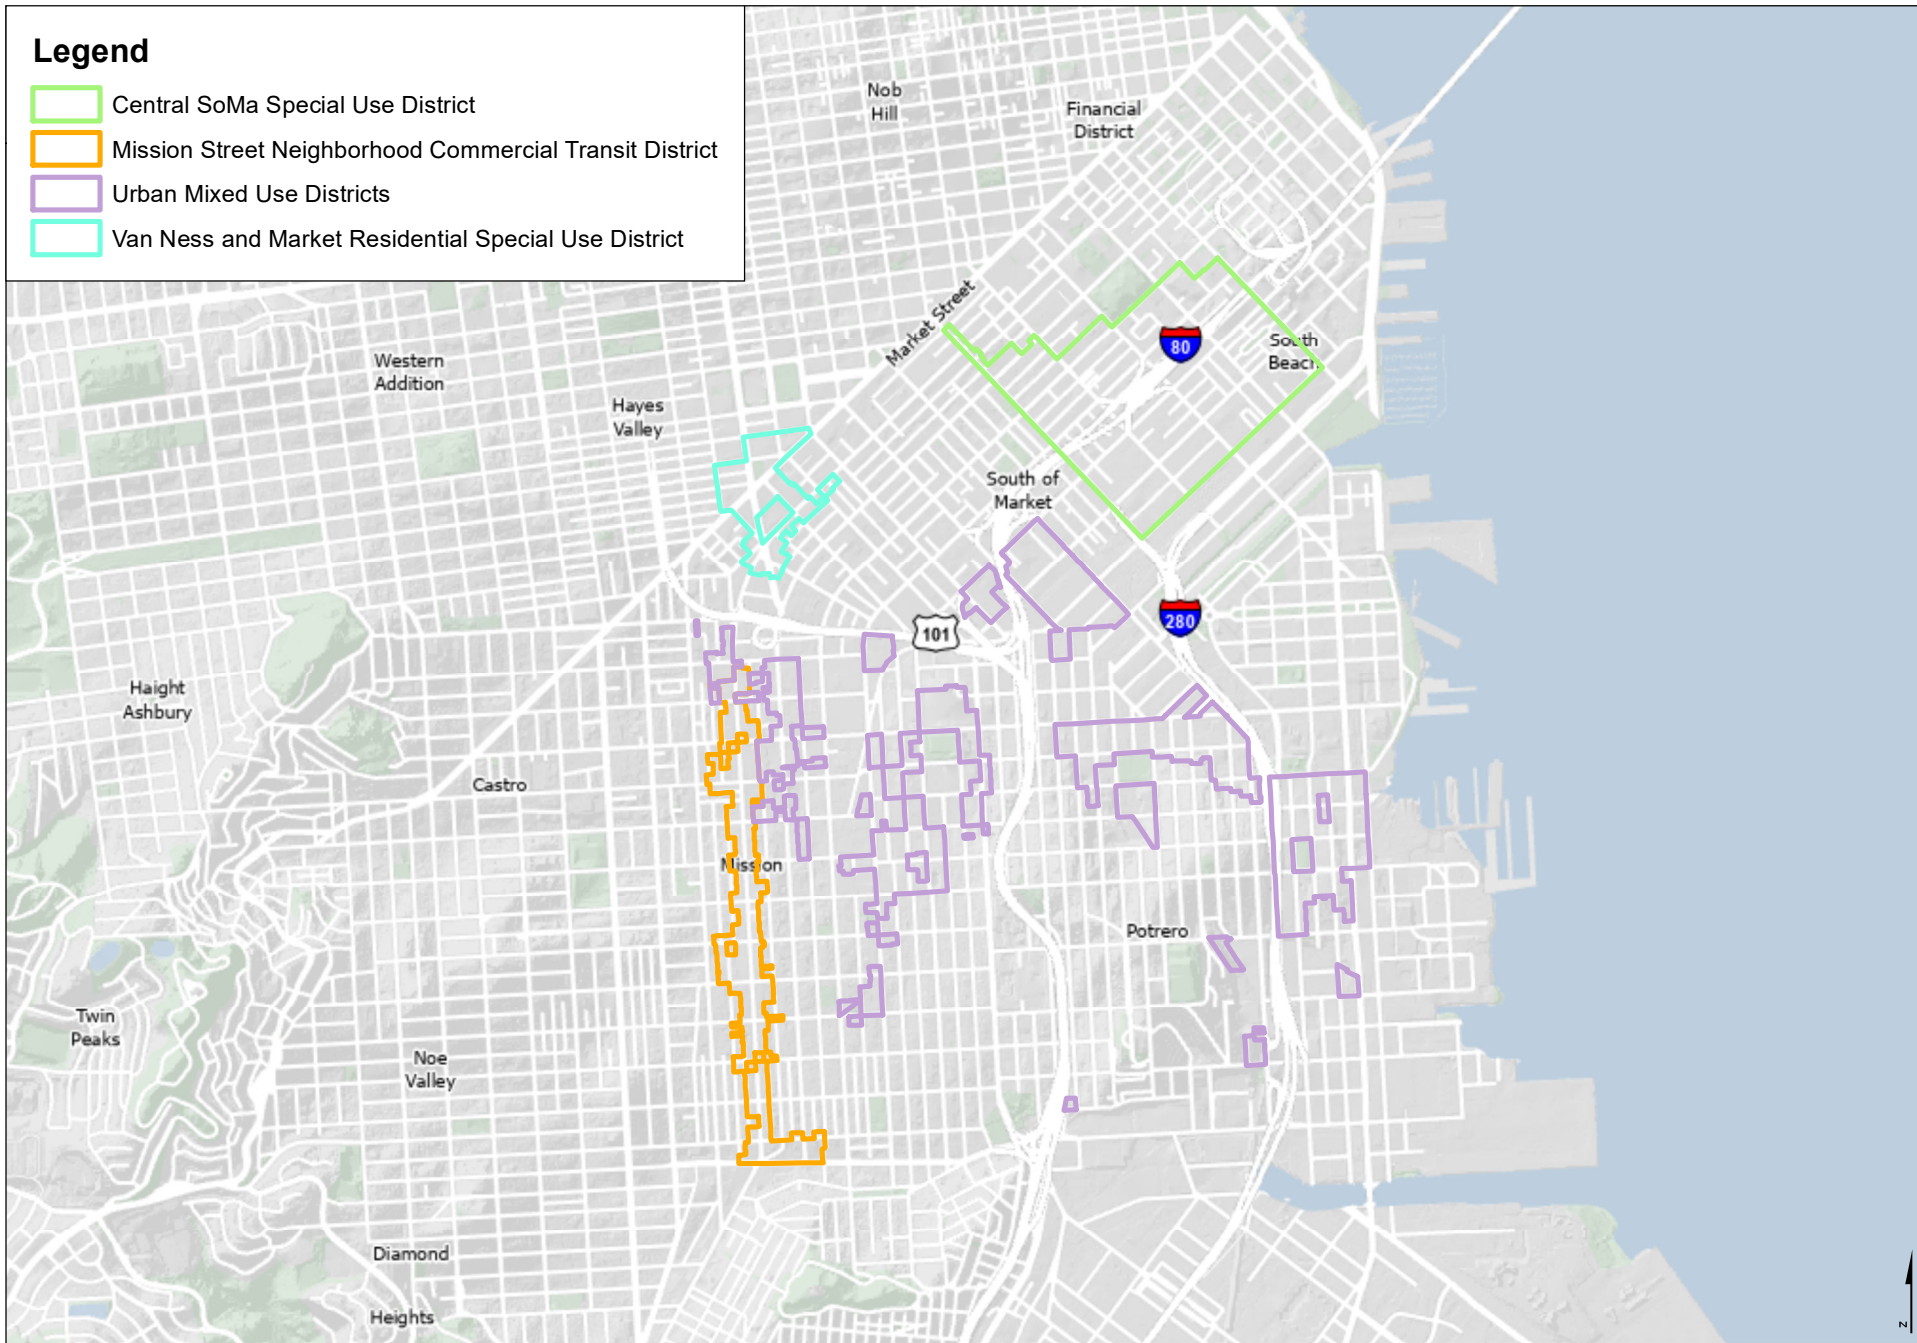 Legend
Central SoMa Special Use District
Mission Street Neighborhood Commercial Transit District
Urban Mixed Use Districts
Van Ness and Market Residential Special Use District
Nob
Hill
Financial
District
Market Street
80
South
Beach
Western
Addition
Hayes
Valley
South of
Market
101
280
Haight
Ashbury
Castro
Mission
Potrero
Twin
Peaks
Noe
Valley
Diamond
Heights
z